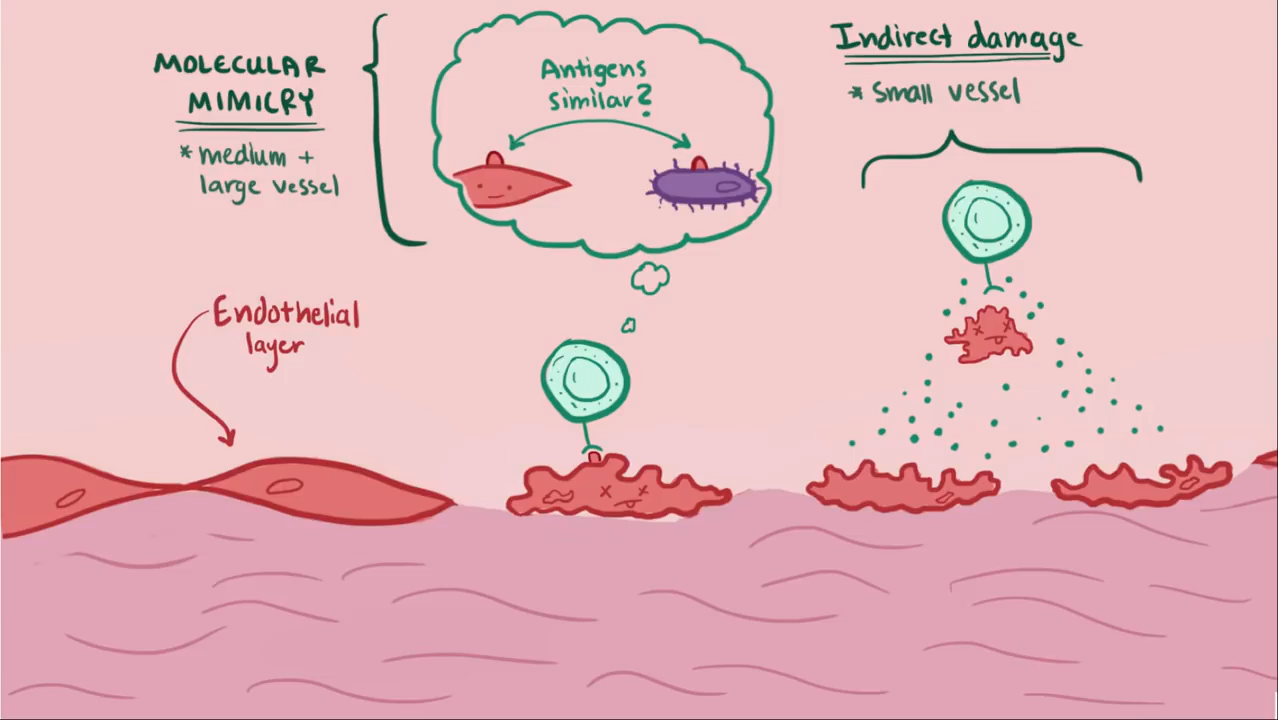 MOLECULAR
MIMICRY
* medium +
large vessel
Antigens
similar?
Indirect damage
* small vessel
Endothelial
layer